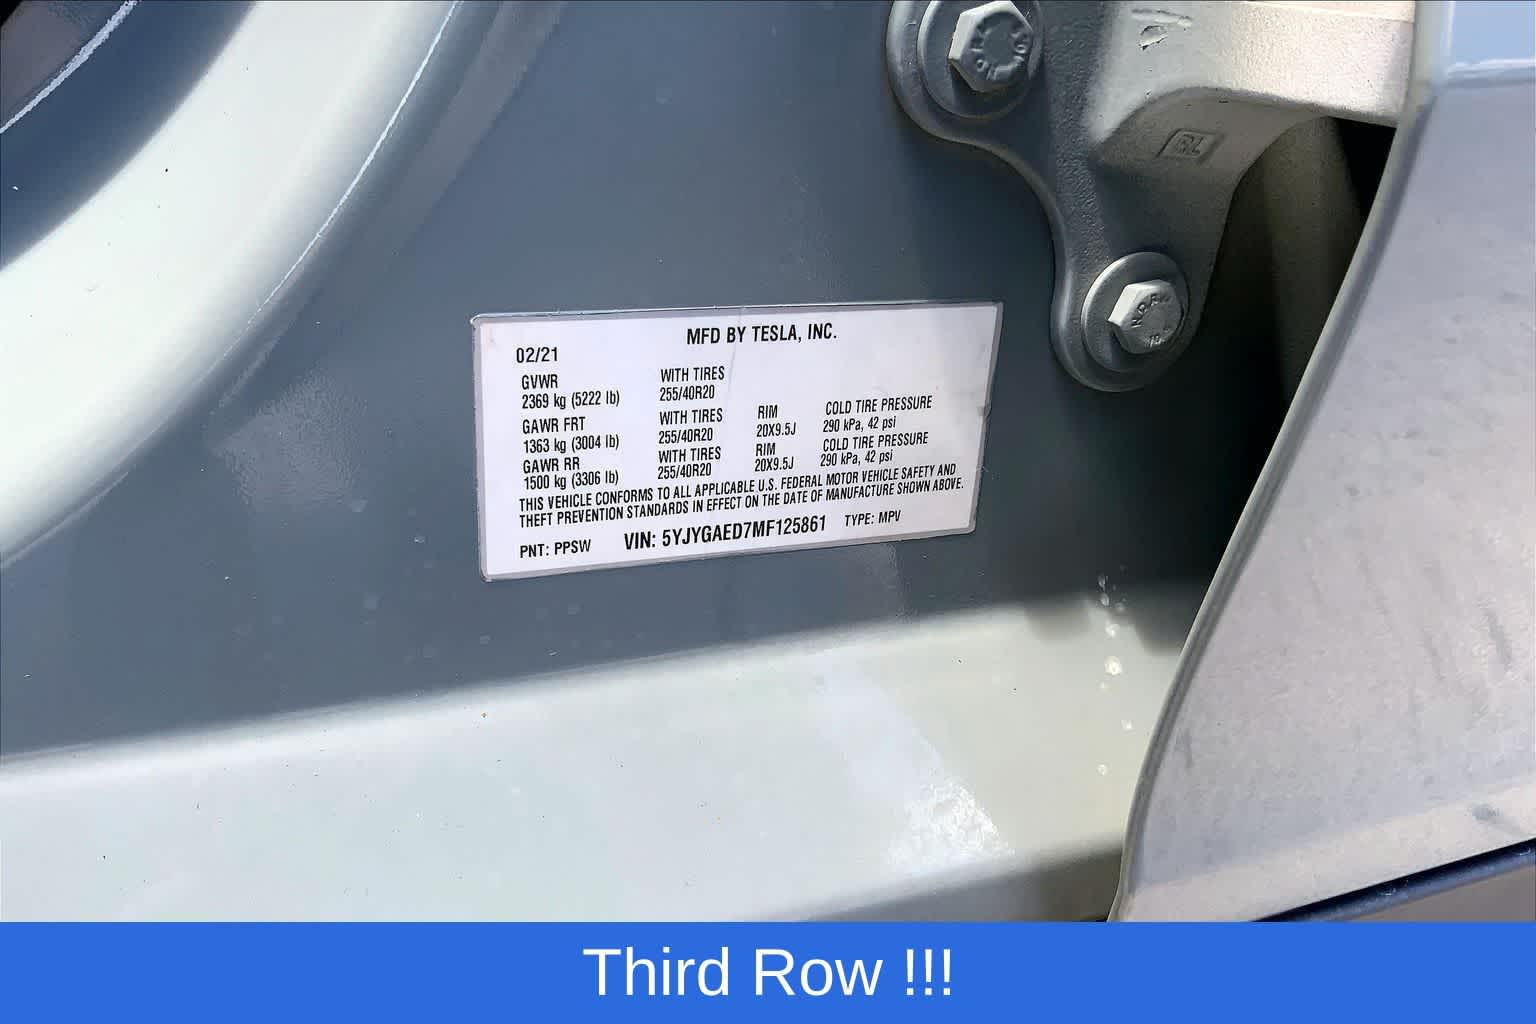 MFD BY TESLA, INC.
02/21
GVWR
2369 kg (5222 lb)
WITH TIRES
255/40R20
GAWR FRT
1363 kg (3004 lb)
WITH TIRES
255/40R20
RIM
20X9.5J
COLD TIRE PRESSURE
290 kPa, 42 psi
GAWR RR
1500 kg (3306 lb)
WITH TIRES
255/40R20
RIM
20X9.5J
COLD TIRE PRESSURE
290 kPa, 42 psi
THIS VEHICLE CONFORMS TO ALL APPLICABLE U.S. FEDERAL MOTOR VEHICLE SAFETY AND
THEFT PREVENTION STANDARDS IN EFFECT ON THE DATE OF MANUFACTURE SHOWN ABOVE.
PNT: PPSW VIN: 5YJYGAED7MF125861 TYPE: MPV
Third Row !!!